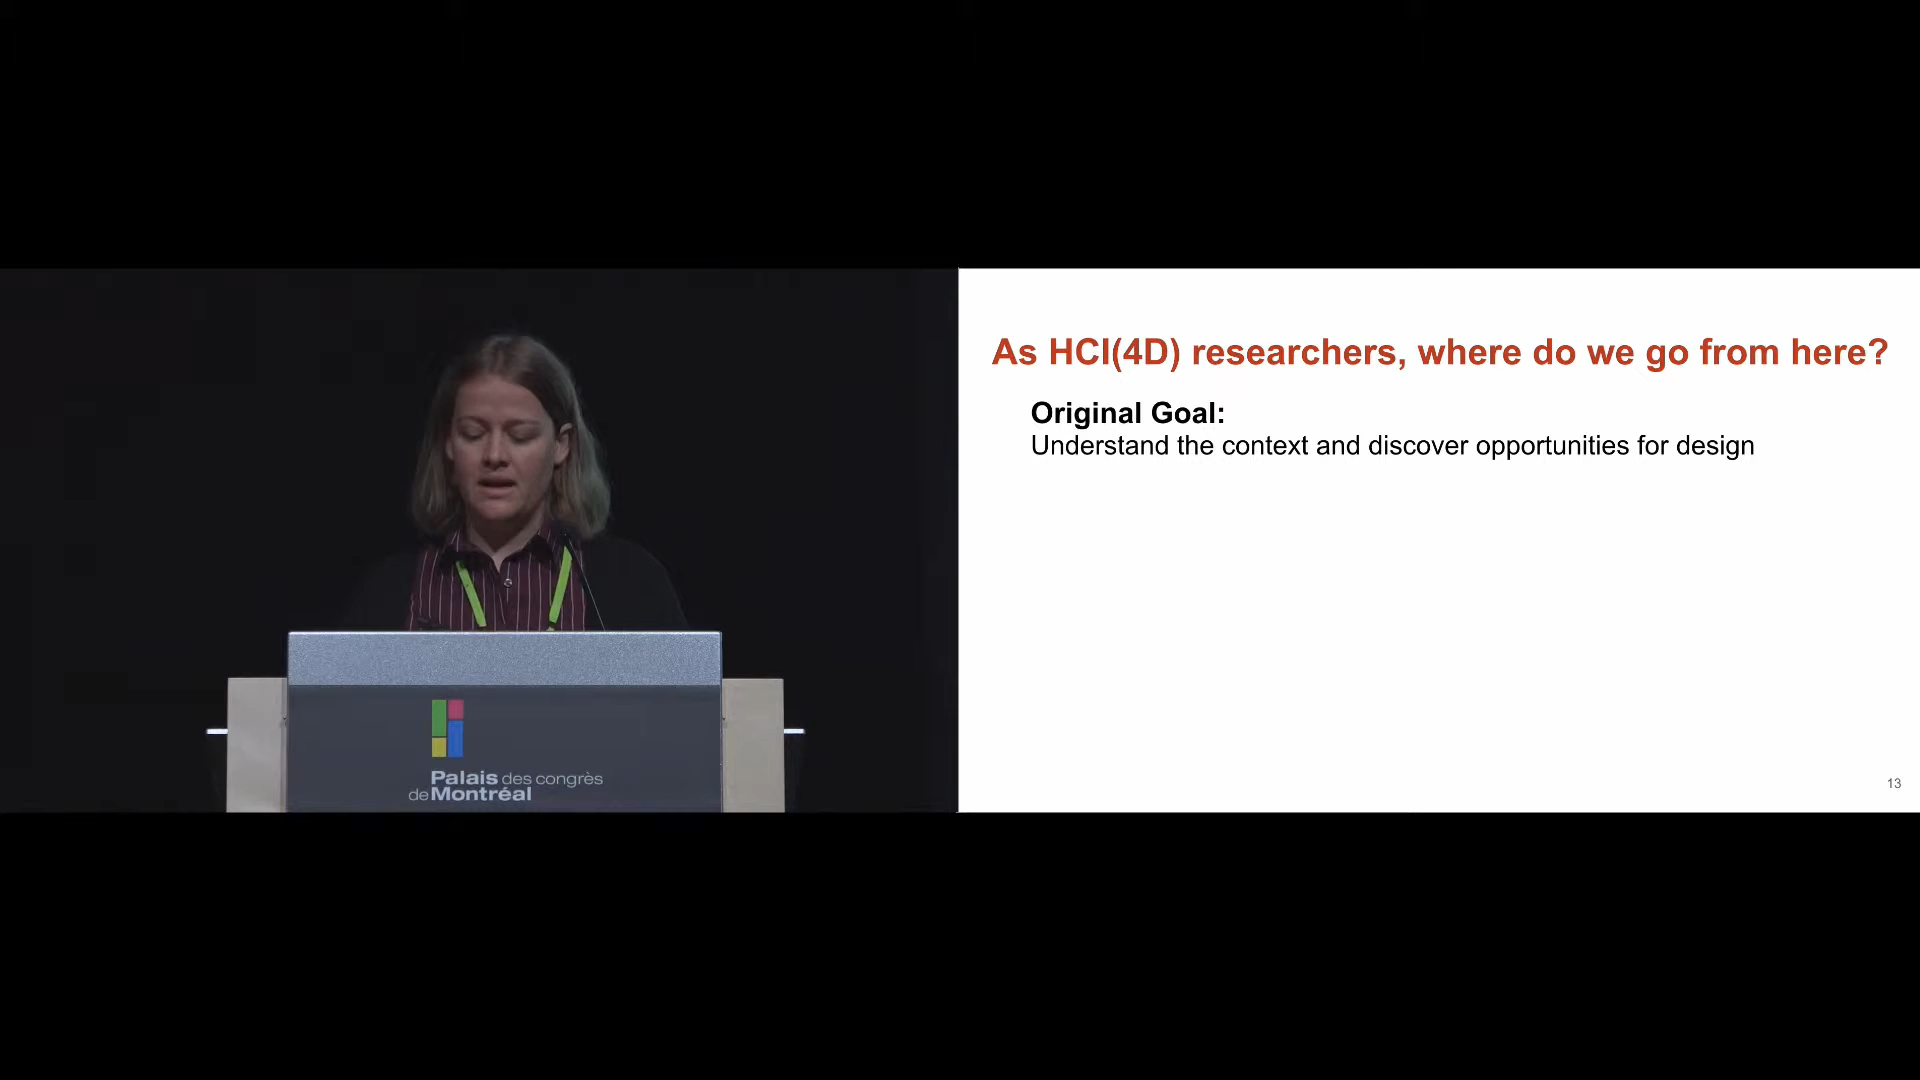 As HCI(4D) researchers, where do we go from here?
Original Goal:
Understand the context and discover opportunities for design
13
Palais des congrès
de Montréal